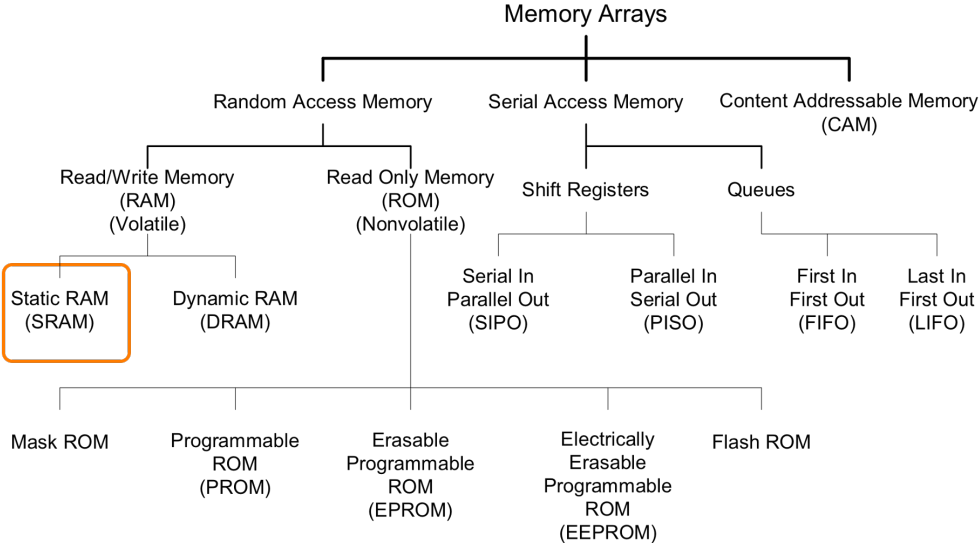 Memory Arrays
Random Access Memory
Serial Access Memory
Content Addressable Memory
(CAM)
Read/Write Memory
(RAM)
(Volatile)
Read Only Memory
(ROM)
(Nonvolatile)
Shift Registers
Queues
Static RAM
(SRAM)
Dynamic RAM
(DRAM)
Serial In
Parallel Out
(SIPO)
Parallel In
Serial Out
(PISO)
First In
First Out
(FIFO)
Last In
First Out
(LIFO)
Mask ROM
Programmable
ROM
(PROM)
Erasable
Programmable
ROM
(EPROM)
Electrically
Erasable
Programmable
ROM
(EEPROM)
Flash ROM